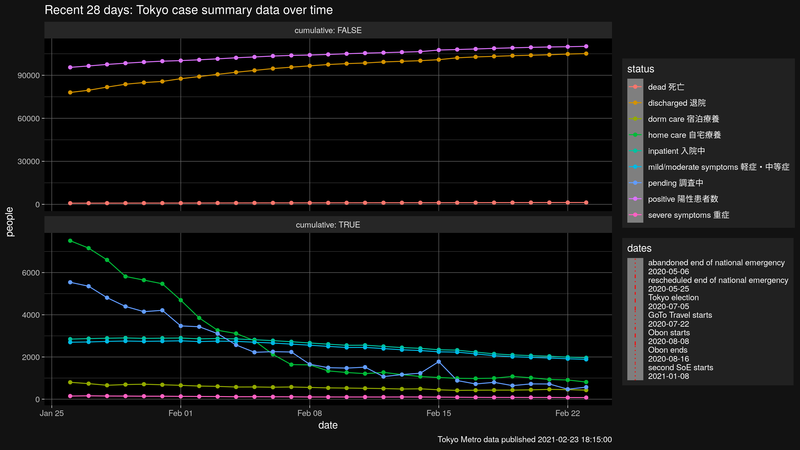 Recent 28 days: Tokyo case summary data over time
cumulative: FALSE
90000
60000
30000
0
cumulative: TRUE
6000
4000
2000
0
people
Jan 25
Feb 01
Feb 08
Feb 15
Feb 22
date
Tokyo Metro data published 2021-02-23 18:15:00
status
dead 死亡
discharged 退院
dorm care 宿泊療養
home care 自宅療養
inpatient 入院中
mild/moderate symptoms 軽症・中等症
pending 調査中
positive 陽性患者数
severe symptoms 重症
dates
abandoned end of national emergency
2020-05-06
rescheduled end of national emergency
2020-05-25
Tokyo election
2020-07-05
GoTo Travel starts
2020-07-22
Obon starts
2020-08-08
Obon ends
2020-08-16
second SoE starts
2021-01-08